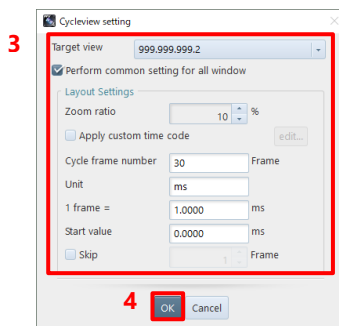 Cycleview setting
3
Target view 999.999.999.2
Perform common setting for all window
Layout Settings
Zoom ratio 10 %
Apply custom time code edit...
Cycle frame number 30 Frame
Unit ms
1 frame = 1.0000 ms
Start value 0.0000 ms
Skip 1 Frame
4
OK Cancel